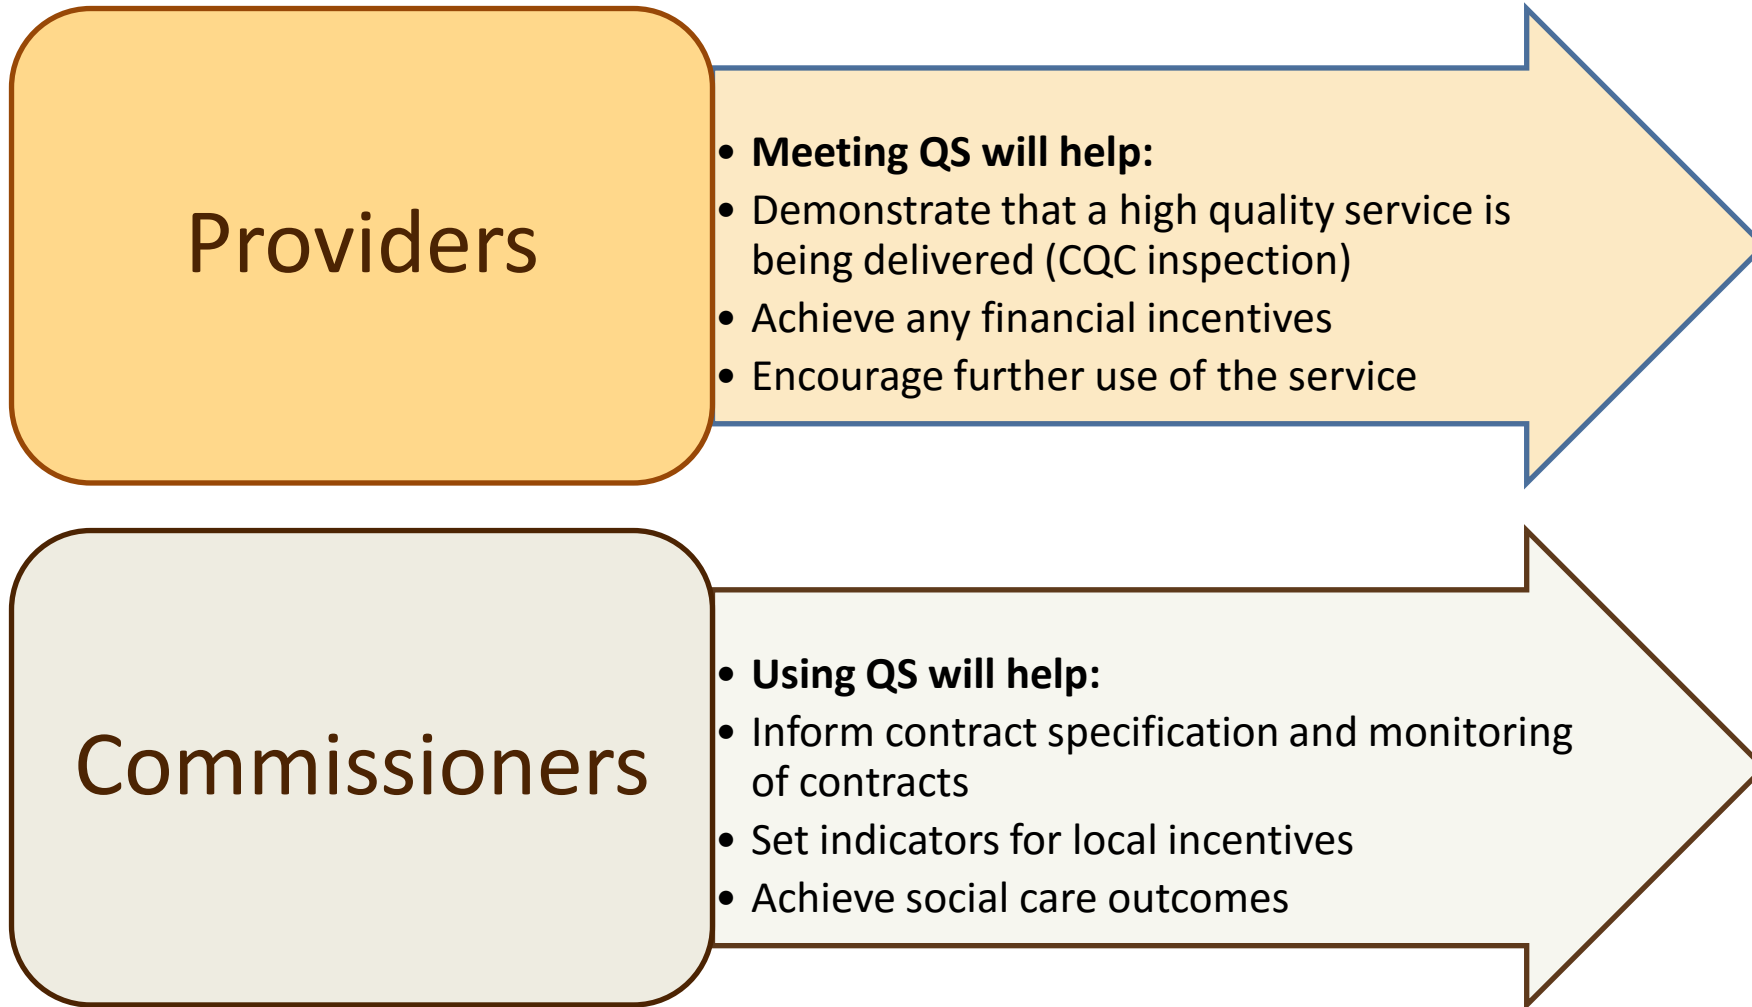 Providers
• Meeting QS will help:
• Demonstrate that a high quality service is
being delivered (CQC inspection)
• Achieve any financial incentives
• Encourage further use of the service
Commissioners
• Using QS will help:
• Inform contract specification and monitoring
of contracts
• Set indicators for local incentives
• Achieve social care outcomes